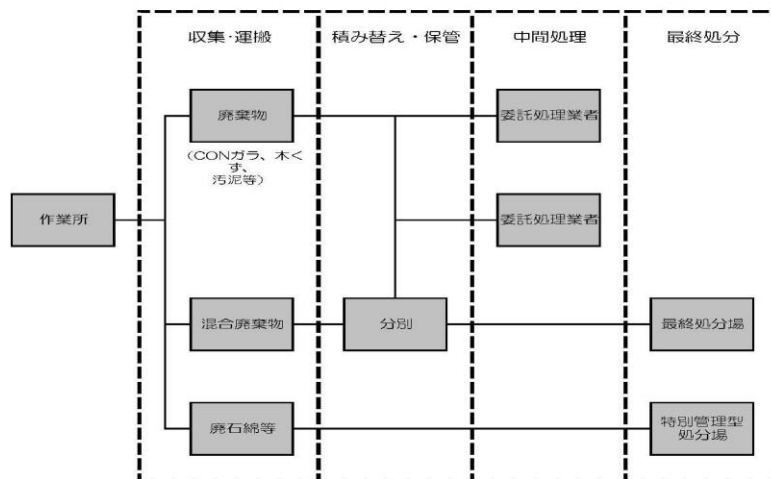 収集・運搬
積み替え・保管
中間処理
最終処分
廃棄物
(CONガラ、木く
ず、
汚泥等)
委託処理業者
作業所
委託処理業者
混合廃棄物
分別
最終処分場
廃石綿等
特別管理型
処分場